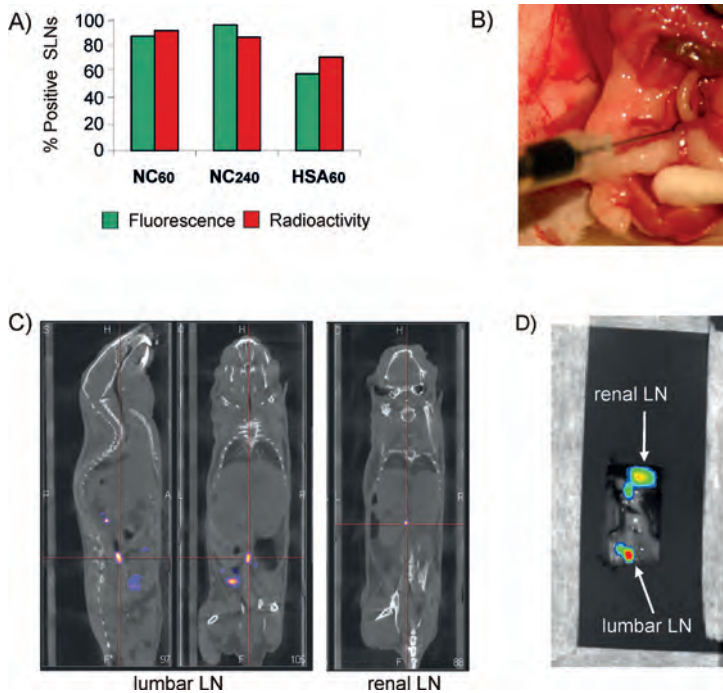 A)
% Positive SLNs
100
80
60
40
20
0
NC60 NC240 HSA60
Fluorescence Radioactivity
B)
C)
S H
O H
D H
P A
L R
L R
F 97
F 105
F 88
lumbar LN
renal LN
D)
renal LN
lumbar LN